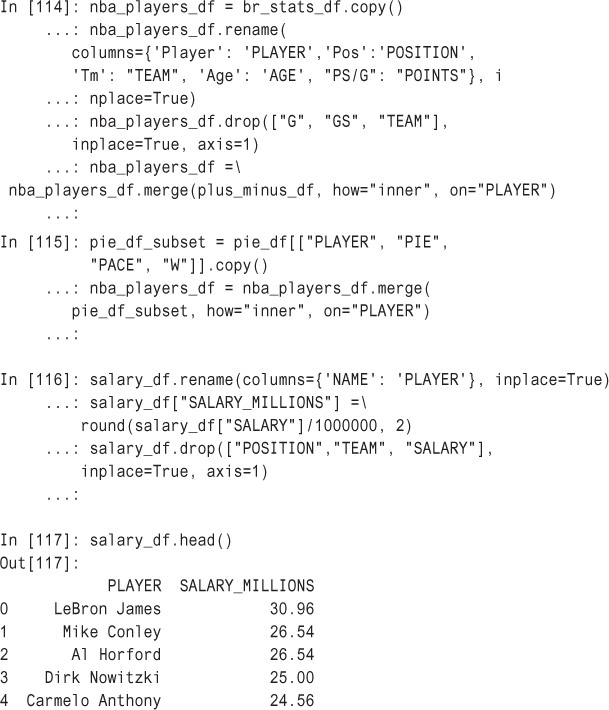 In [114]: nba_players_df = br_stats_df.copy()
...: nba_players_df.rename(
columns={'Player': 'PLAYER','Pos':'POSITION',
'Tm': "TEAM", 'Age': 'AGE', "PS/G": "POINTS"}, i
...: nplace=True)
...: nba_players_df.drop(["G", "GS", "TEAM"],
inplace=True, axis=1)
...: nba_players_df =\
nba_players_df.merge(plus_minus_df, how="inner", on="PLAYER")
...:
In [115]: pie_df_subset = pie_df[["PLAYER", "PIE",
"PACE", "W"]].copy()
...: nba_players_df = nba_players_df.merge(
pie_df_subset, how="inner", on="PLAYER")
...:
In [116]: salary_df.rename(columns={'NAME': 'PLAYER'}, inplace=True)
...: salary_df["SALARY_MILLIONS"] =\
round(salary_df["SALARY"]/1000000, 2)
...: salary_df.drop(["POSITION","TEAM", "SALARY"],
inplace=True, axis=1)
...:
In [117]: salary_df.head()
Out[117]:
PLAYER SALARY_MILLIONS
0 LeBron James 30.96
1 Mike Conley 26.54
2 Al Horford 26.54
3 Dirk Nowitzki 25.00
4 Carmelo Anthony 24.56